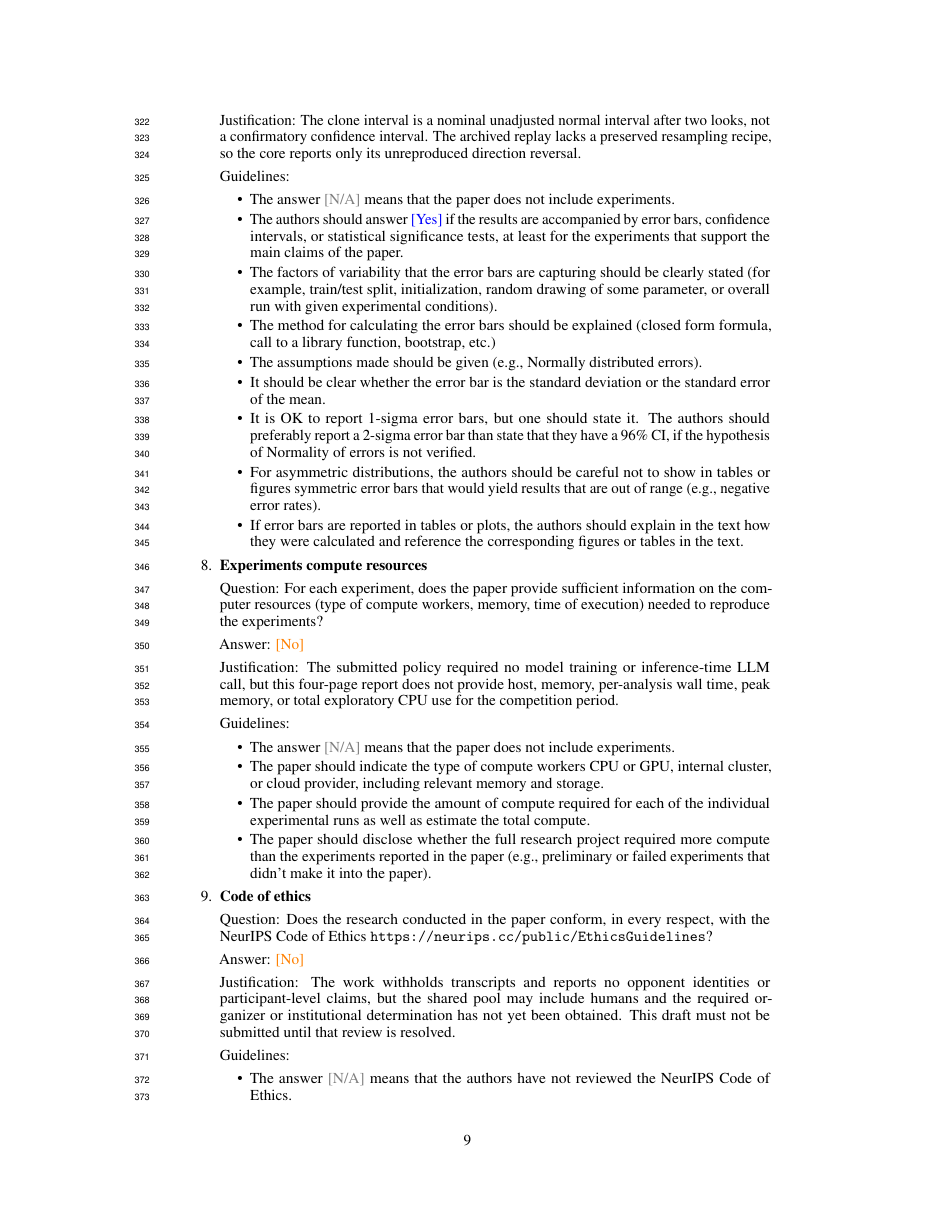 322 Justification: The clone interval is a nominal unadjusted normal interval after two looks, not
323 a confirmatory confidence interval. The archived replay lacks a preserved resampling recipe,
324 so the core reports only its unreproduced direction reversal.
325 Guidelines:
326 • The answer [N/A] means that the paper does not include experiments.
327 • The authors should answer [Yes] if the results are accompanied by error bars, confidence
328 intervals, or statistical significance tests, at least for the experiments that support the
329 main claims of the paper.
330 • The factors of variability that the error bars are capturing should be clearly stated (for
331 example, train/test split, initialization, random drawing of some parameter, or overall
332 run with given experimental conditions).
333 • The method for calculating the error bars should be explained (closed form formula,
334 call to a library function, bootstrap, etc.)
335 • The assumptions made should be given (e.g., Normally distributed errors).
336 • It should be clear whether the error bar is the standard deviation or the standard error
337 of the mean.
338 • It is OK to report 1-sigma error bars, but one should state it. The authors should
339 preferably report a 2-sigma error bar than state that they have a 96% CI, if the hypothesis
340 of Normality of errors is not verified.
341 • For asymmetric distributions, the authors should be careful not to show in tables or
342 figures symmetric error bars that would yield results that are out of range (e.g., negative
343 error rates).
344 • If error bars are reported in tables or plots, the authors should explain in the text how
345 they were calculated and reference the corresponding figures or tables in the text.
346 8. Experiments compute resources
347 Question: For each experiment, does the paper provide sufficient information on the com-
348 puter resources (type of compute workers, memory, time of execution) needed to reproduce
349 the experiments?
350 Answer: [No]
351 Justification: The submitted policy required no model training or inference-time LLM
352 call, but this four-page report does not provide host, memory, per-analysis wall time, peak
353 memory, or total exploratory CPU use for the competition period.
354 Guidelines:
355 • The answer [N/A] means that the paper does not include experiments.
356 • The paper should indicate the type of compute workers CPU or GPU, internal cluster,
357 or cloud provider, including relevant memory and storage.
358 • The paper should provide the amount of compute required for each of the individual
359 experimental runs as well as estimate the total compute.
360 • The paper should disclose whether the full research project required more compute
361 than the experiments reported in the paper (e.g., preliminary or failed experiments that
362 didn't make it into the paper).
363 9. Code of ethics
364 Question: Does the research conducted in the paper conform, in every respect, with the
365 NeurIPS Code of Ethics https://neurips.cc/public/EthicsGuidelines?
366 Answer: [No]
367 Justification: The work withholds transcripts and reports no opponent identities or
368 participant-level claims, but the shared pool may include humans and the required or-
369 ganizer or institutional determination has not yet been obtained. This draft must not be
370 submitted until that review is resolved.
371 Guidelines:
372 • The answer [N/A] means that the authors have not reviewed the NeurIPS Code of
373 Ethics.
9